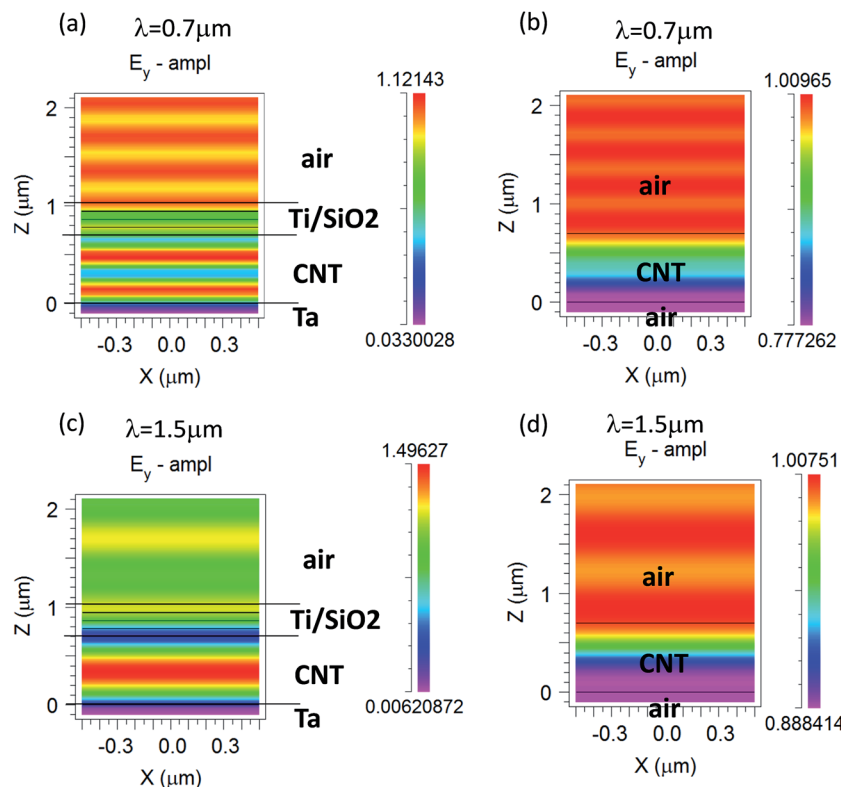 (a)
λ=0.7μm
E_y - ampl
1.12143
2
1
0
Z (μm)
air
Ti/SiO2
CNT
Ta
0.0330028
-0.3 0.0 0.3
X (μm)
(b)
λ=0.7μm
E_y - ampl
1.00965
2
1
0
Z (μm)
air
CNT
air
0.777262
-0.3 0.0 0.3
X (μm)
(c)
λ=1.5μm
E_y - ampl
1.49627
2
1
0
Z (μm)
air
Ti/SiO2
CNT
Ta
0.00620872
-0.3 0.0 0.3
X (μm)
(d)
λ=1.5μm
E_y - ampl
1.00751
2
1
0
Z (μm)
air
CNT
air
0.888414
-0.3 0.0 0.3
X (μm)